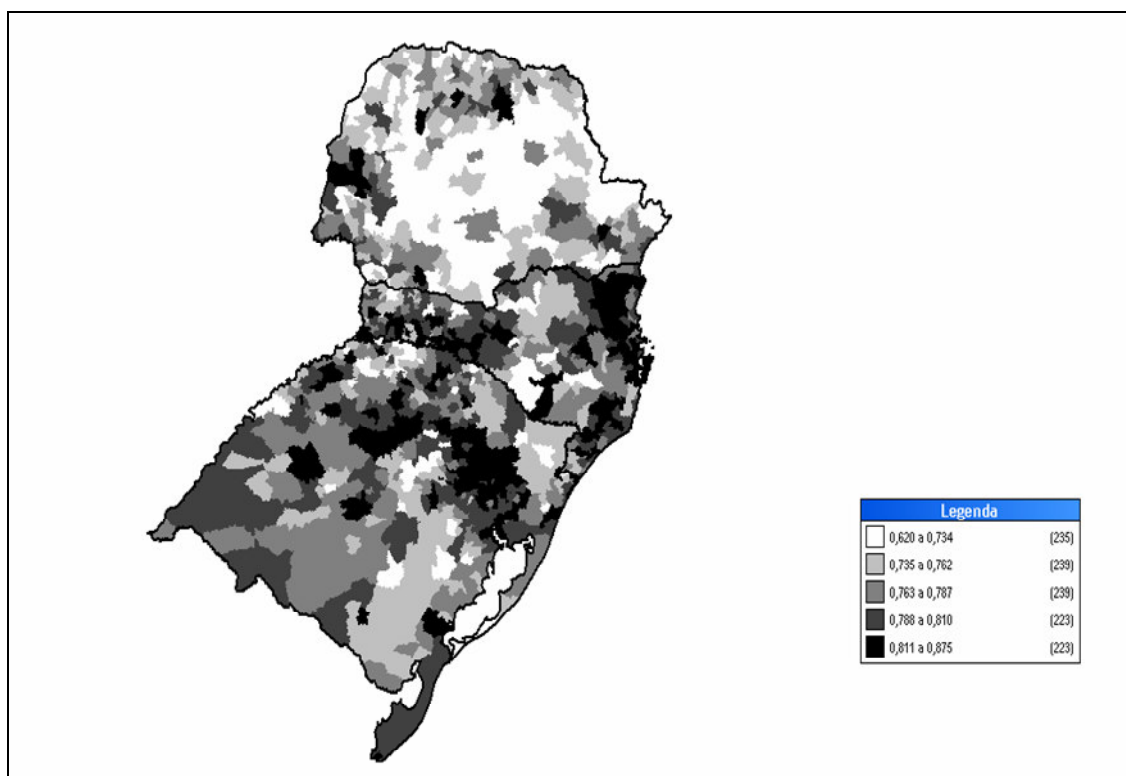 Legenda
0,620 a 0,734 (235)
0,735 a 0,762 (239)
0,763 a 0,787 (239)
0,788 a 0,810 (223)
0,811 a 0,875 (223)